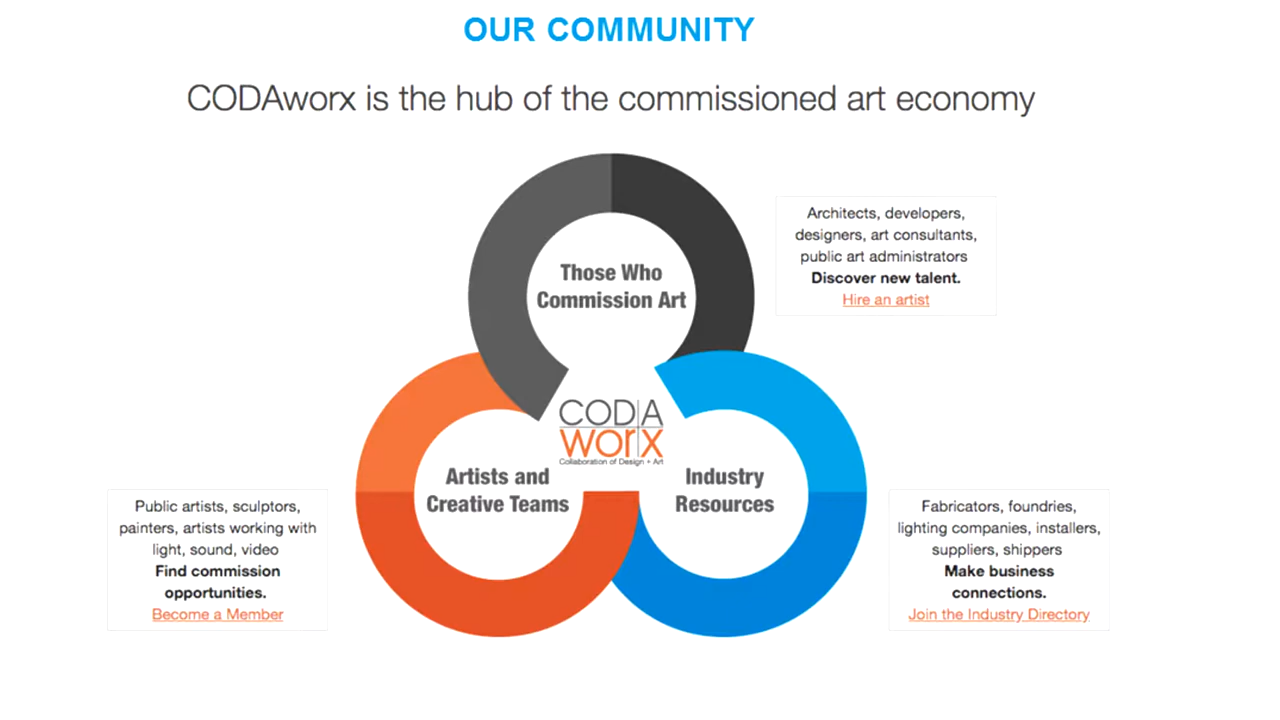 OUR COMMUNITY
CODAworx is the hub of the commissioned art economy
Architects, developers,
designers, art consultants,
public art administrators
Discover new talent.
Hire an artist
Those Who
Commission Art
CODA
worx
Collaboration of Design + Art
Artists and
Creative Teams
Industry
Resources
Public artists, sculptors,
painters, artists working with
light, sound, video
Find commission
opportunities.
Become a Member
Fabricators, foundries,
lighting companies, installers,
suppliers, shippers
Make business
connections.
Join the Industry Directory